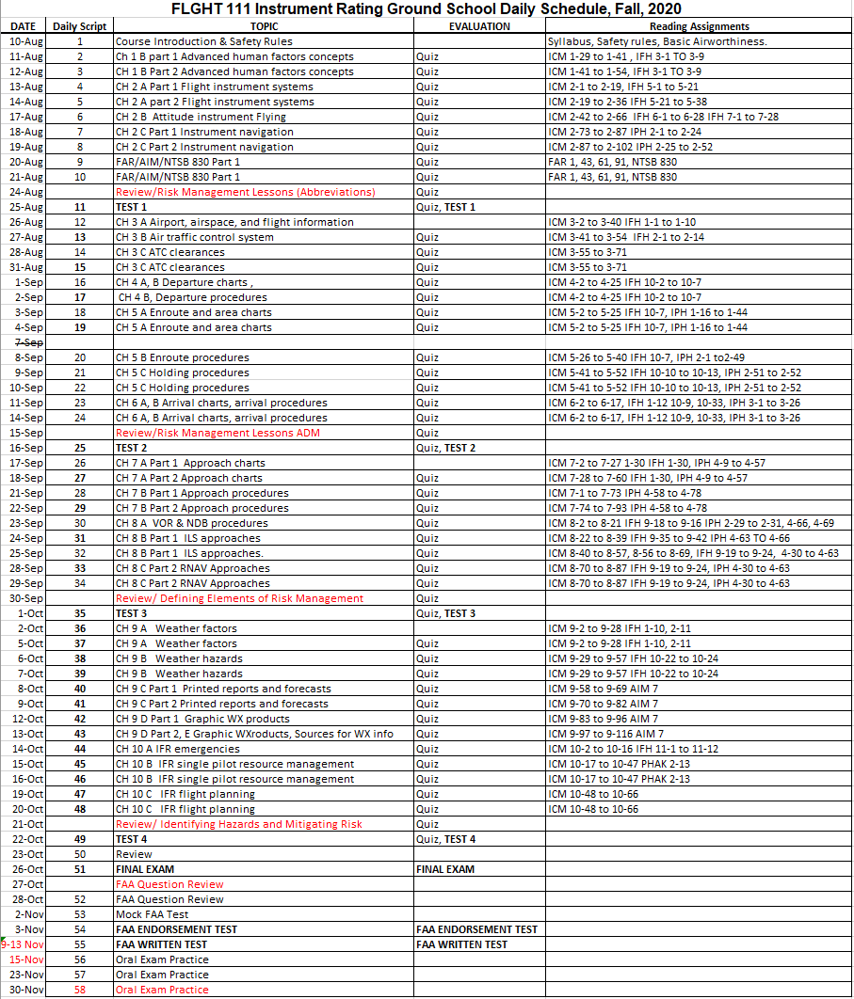 FLGHT 111 Instrument Rating Ground School Daily Schedule, Fall, 2020
DATE Daily Script TOPIC EVALUATION Reading Assignments
10-Aug 1 Course Introduction & Safety Rules Syllabus, Safety rules, Basic Airworthiness.
11-Aug 2 Ch 1 B part 1 Advanced human factors concepts Quiz ICM 1-29 to 1-41 , IFH 3-1 TO 3-9
12-Aug 3 CH 1 B Part 2 Advanced human factors concepts Quiz ICM 1-41 to 1-54, IFH 3-1 TO 3-9
13-Aug 4 CH 2 A Part 1 Flight instrument systems Quiz ICM 2-1 to 2-19, IFH 5-1 to 5-21
14-Aug 5 CH 2 A part 2 Flight instrument systems Quiz ICM 2-19 to 2-36 IFH 5-21 to 5-38
17-Aug 6 CH 2 B Attitude instrument Flying Quiz ICM 2-42 to 2-66 IFH 6-1 to 6-28 IFH 7-1 to 7-28
18-Aug 7 CH 2 C Part 1 Instrument navigation Quiz ICM 2-73 to 2-87 IPH 2-1 to 2-24
19-Aug 8 CH 2 C Part 2 Instrument navigation Quiz ICM 2-87 to 2-102 IPH 2-25 to 2-52
20-Aug 9 FAR/AIM/NTSB 830 Part 1 Quiz FAR 1, 43, 61, 91, NTSB 830
21-Aug 10 FAR/AIM/NTSB 830 Part 1 Quiz FAR 1, 43, 61, 91, NTSB 830
24-Aug Review/Risk Management Lessons (Abbreviations) Quiz
25-Aug 11 TEST 1 Quiz, TEST 1
26-Aug 12 CH 3 A Airport, airspace, and flight information ICM 3-2 to 3-40 IFH 1-1 to 1-10
27-Aug 13 CH 3 B Air traffic control system Quiz ICM 3-41 to 3-54 IFH 2-1 to 2-14
28-Aug 14 CH 3 C ATC clearances Quiz ICM 3-55 to 3-71
31-Aug 15 CH 3 C ATC clearances Quiz ICM 3-55 to 3-71
1-Sep 16 CH 4 A, B Departure charts , Quiz ICM 4-2 to 4-25 IFH 10-2 to 10-7
2-Sep 17 CH 4 B, Departure procedures Quiz ICM 4-2 to 4-25 IFH 10-2 to 10-7
3-Sep 18 CH 5 A Enroute and area charts Quiz ICM 5-2 to 5-25 IFH 10-7, IPH 1-16 to 1-44
4-Sep 19 CH 5 A Enroute and area charts Quiz ICM 5-2 to 5-25 IFH 10-7, IPH 1-16 to 1-44
7-Sep
8-Sep 20 CH 5 B Enroute procedures Quiz ICM 5-26 to 5-40 IFH 10-7, IPH 2-1 to2-49
9-Sep 21 CH 5 C Holding procedures Quiz ICM 5-41 to 5-52 IFH 10-10 to 10-13, IPH 2-51 to 2-52
10-Sep 22 CH 5 C Holding procedures Quiz ICM 5-41 to 5-52 IFH 10-10 to 10-13, IPH 2-51 to 2-52
11-Sep 23 CH 6 A, B Arrival charts, arrival procedures Quiz ICM 6-2 to 6-17, IFH 1-12 10-9, 10-33, IPH 3-1 to 3-26
14-Sep 24 CH 6 A, B Arrival charts, arrival procedures Quiz ICM 6-2 to 6-17, IFH 1-12 10-9, 10-33, IPH 3-1 to 3-26
15-Sep Review/Risk Management Lessons ADM Quiz
16-Sep 25 TEST 2 Quiz, TEST 2
17-Sep 26 CH 7 A Part 1 Approach charts ICM 7-2 to 7-27 1-30 IFH 1-30, IPH 4-9 to 4-57
18-Sep 27 CH 7 A Part 2 Approach charts Quiz ICM 7-28 to 7-60 IFH 1-30, IPH 4-9 to 4-57
21-Sep 28 CH 7 B Part 1 Approach procedures Quiz ICM 7-1 to 7-73 IPH 4-58 to 4-78
22-Sep 29 CH 7 B Part 2 Approach procedures Quiz ICM 7-74 to 7-93 IPH 4-58 to 4-78
23-Sep 30 CH 8 A VOR & NDB procedures Quiz ICM 8-2 to 8-21 IFH 9-18 to 9-16 IPH 2-29 to 2-31, 4-66, 4-69
24-Sep 31 CH 8 B Part 1 ILS approaches Quiz ICM 8-22 to 8-39 IFH 9-35 to 9-42 IPH 4-63 TO 4-66
25-Sep 32 CH 8 B Part 1 ILS approaches. Quiz ICM 8-40 to 8-57, 8-56 to 8-69, IFH 9-19 to 9-24, 4-30 to 4-63
28-Sep 33 CH 8 C Part 2 RNAV Approaches Quiz ICM 8-70 to 8-87 IFH 9-19 to 9-24, IPH 4-30 to 4-63
29-Sep 34 CH 8 C Part 2 RNAV Approaches Quiz ICM 8-70 to 8-87 IFH 9-19 to 9-24, IPH 4-30 to 4-63
30-Sep Review/ Defining Elements of Risk Management Quiz
1-Oct 35 TEST 3 Quiz, TEST 3
2-Oct 36 CH 9 A Weather factors ICM 9-2 to 9-28 IFH 1-10, 2-11
5-Oct 37 CH 9 A Weather factors Quiz ICM 9-2 to 9-28 IFH 1-10, 2-11
6-Oct 38 CH 9 B Weather hazards Quiz ICM 9-29 to 9-57 IFH 10-22 to 10-24
7-Oct 39 CH 9 B Weather hazards Quiz ICM 9-29 to 9-57 IFH 10-22 to 10-24
8-Oct 40 CH 9 C Part 1 Printed reports and forecasts Quiz ICM 9-58 to 9-69 AIM 7
9-Oct 41 CH 9 C Part 2 Printed reports and forecasts Quiz ICM 9-70 to 9-82 AIM 7
12-Oct 42 CH 9 D Part 1 Graphic WX products Quiz ICM 9-83 to 9-96 AIM 7
13-Oct 43 CH 9 D Part 2, E Graphic WXroducts, Sources for WX info Quiz ICM 9-97 to 9-116 AIM 7
14-Oct 44 CH 10 A IFR emergencies Quiz ICM 10-2 to 10-16 IFH 11-1 to 11-12
15-Oct 45 CH 10 B IFR single pilot resource management Quiz ICM 10-17 to 10-47 PHAK 2-13
16-Oct 46 CH 10 B IFR single pilot resource management Quiz ICM 10-17 to 10-47 PHAK 2-13
19-Oct 47 CH 10 C IFR flight planning Quiz ICM 10-48 to 10-66
20-Oct 48 CH 10 C IFR flight planning Quiz ICM 10-48 to 10-66
21-Oct Review/ Identifying Hazards and Mitigating Risk Quiz
22-Oct 49 TEST 4 Quiz, TEST 4
23-Oct 50 Review
26-Oct 51 FINAL EXAM FINAL EXAM
27-Oct FAA Question Review
28-Oct 52 FAA Question Review
2-Nov 53 Mock FAA Test
3-Nov 54 FAA ENDORSEMENT TEST FAA ENDORSEMENT TEST
9-13 Nov 55 FAA WRITTEN TEST FAA WRITTEN TEST
15-Nov 56 Oral Exam Practice
23-Nov 57 Oral Exam Practice
30-Nov 58 Oral Exam Practice